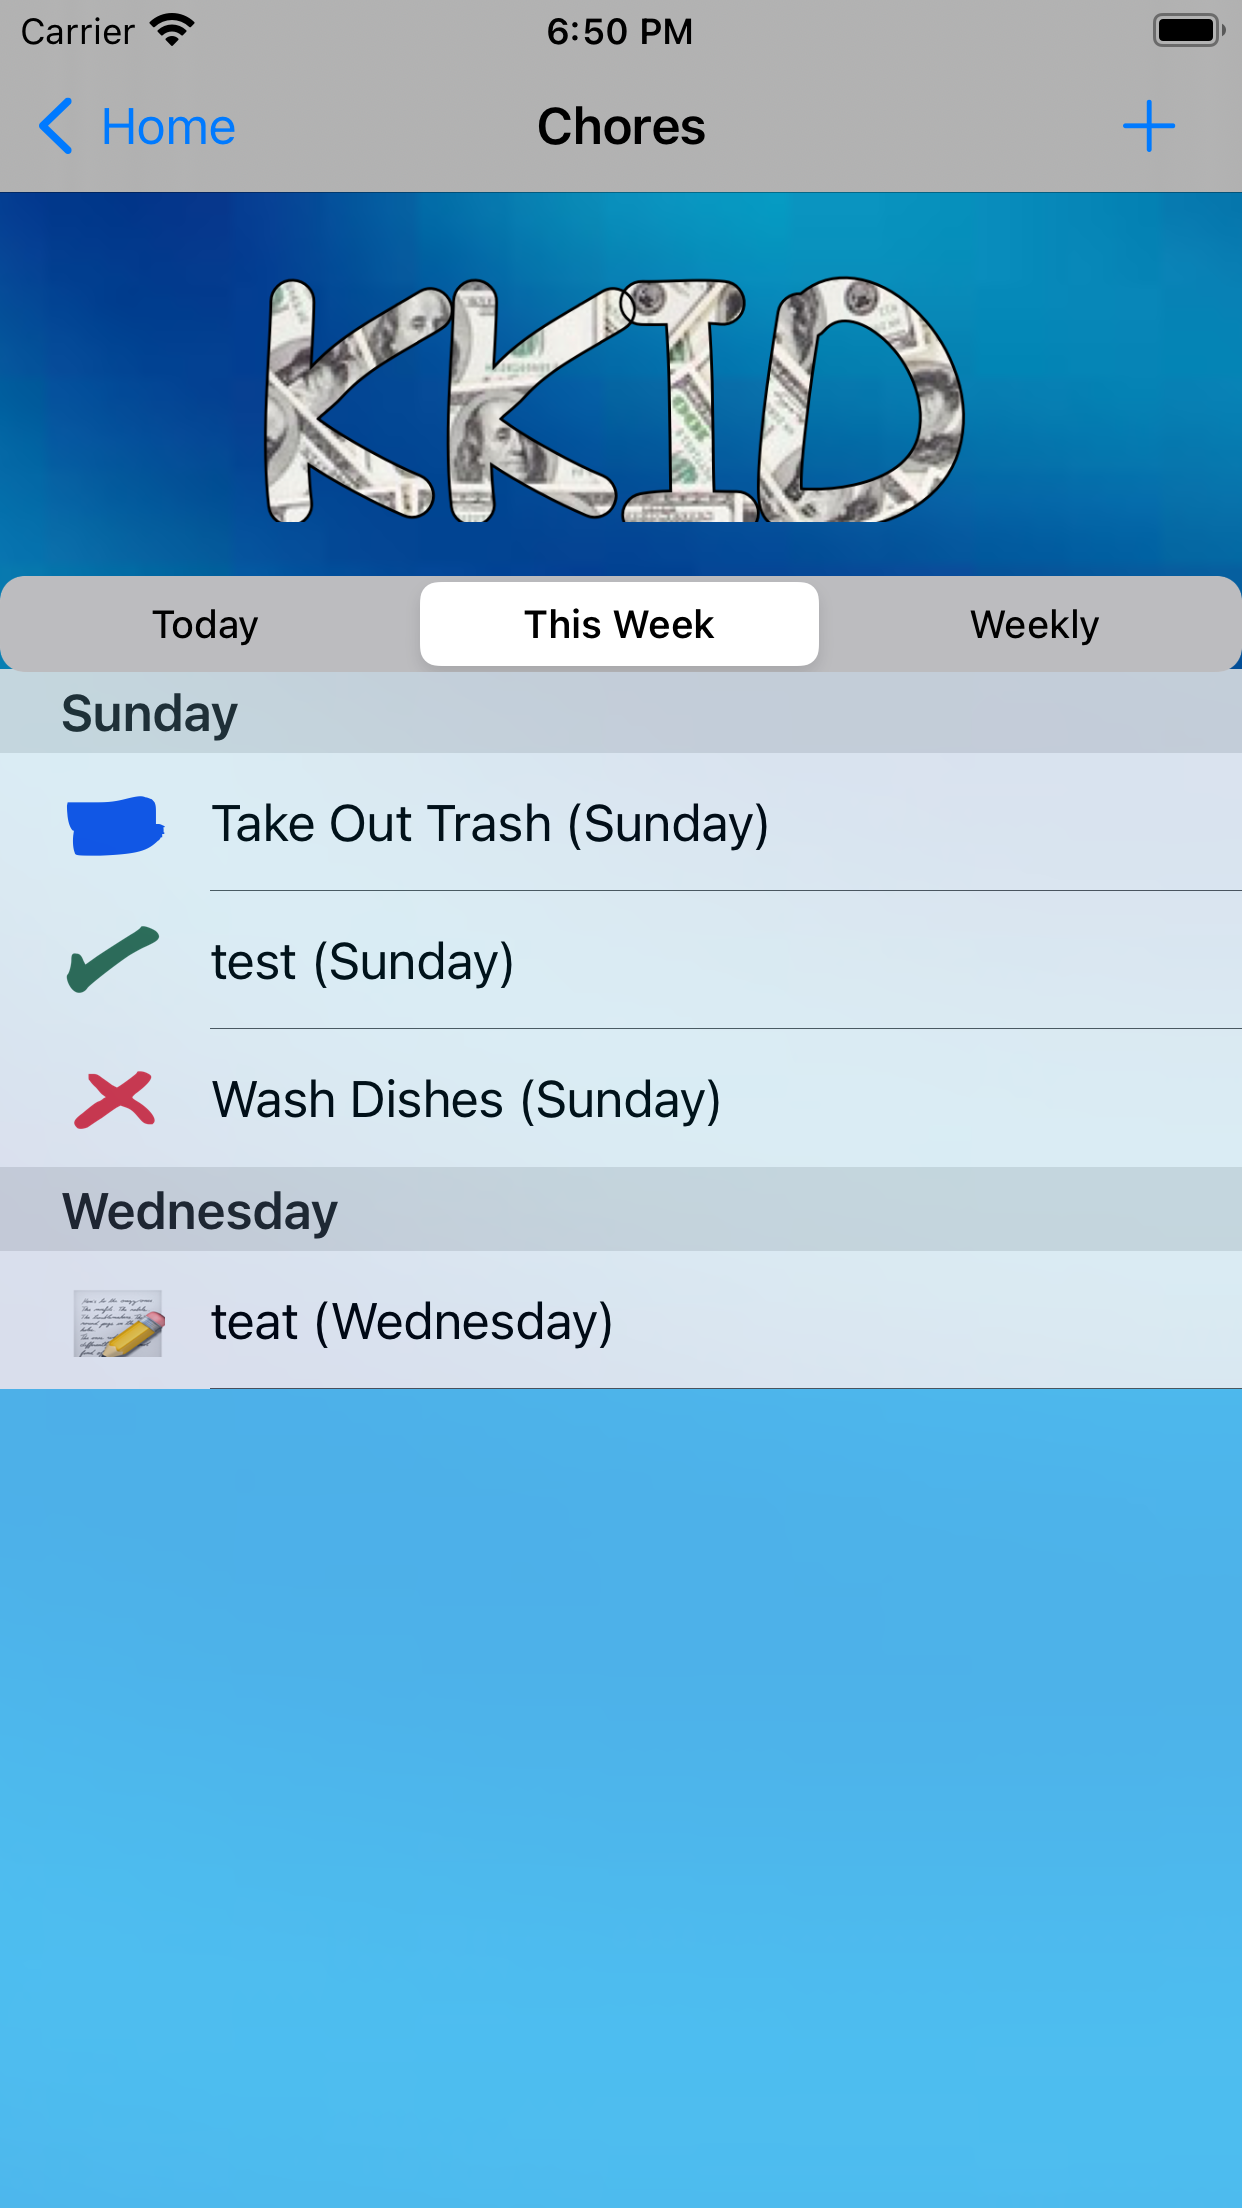 Carrier 6:50 PM
Home Chores
KKID
Today This Week Weekly
Sunday
Take Out Trash (Sunday)
test (Sunday)
Wash Dishes (Sunday)
Wednesday
teat (Wednesday)